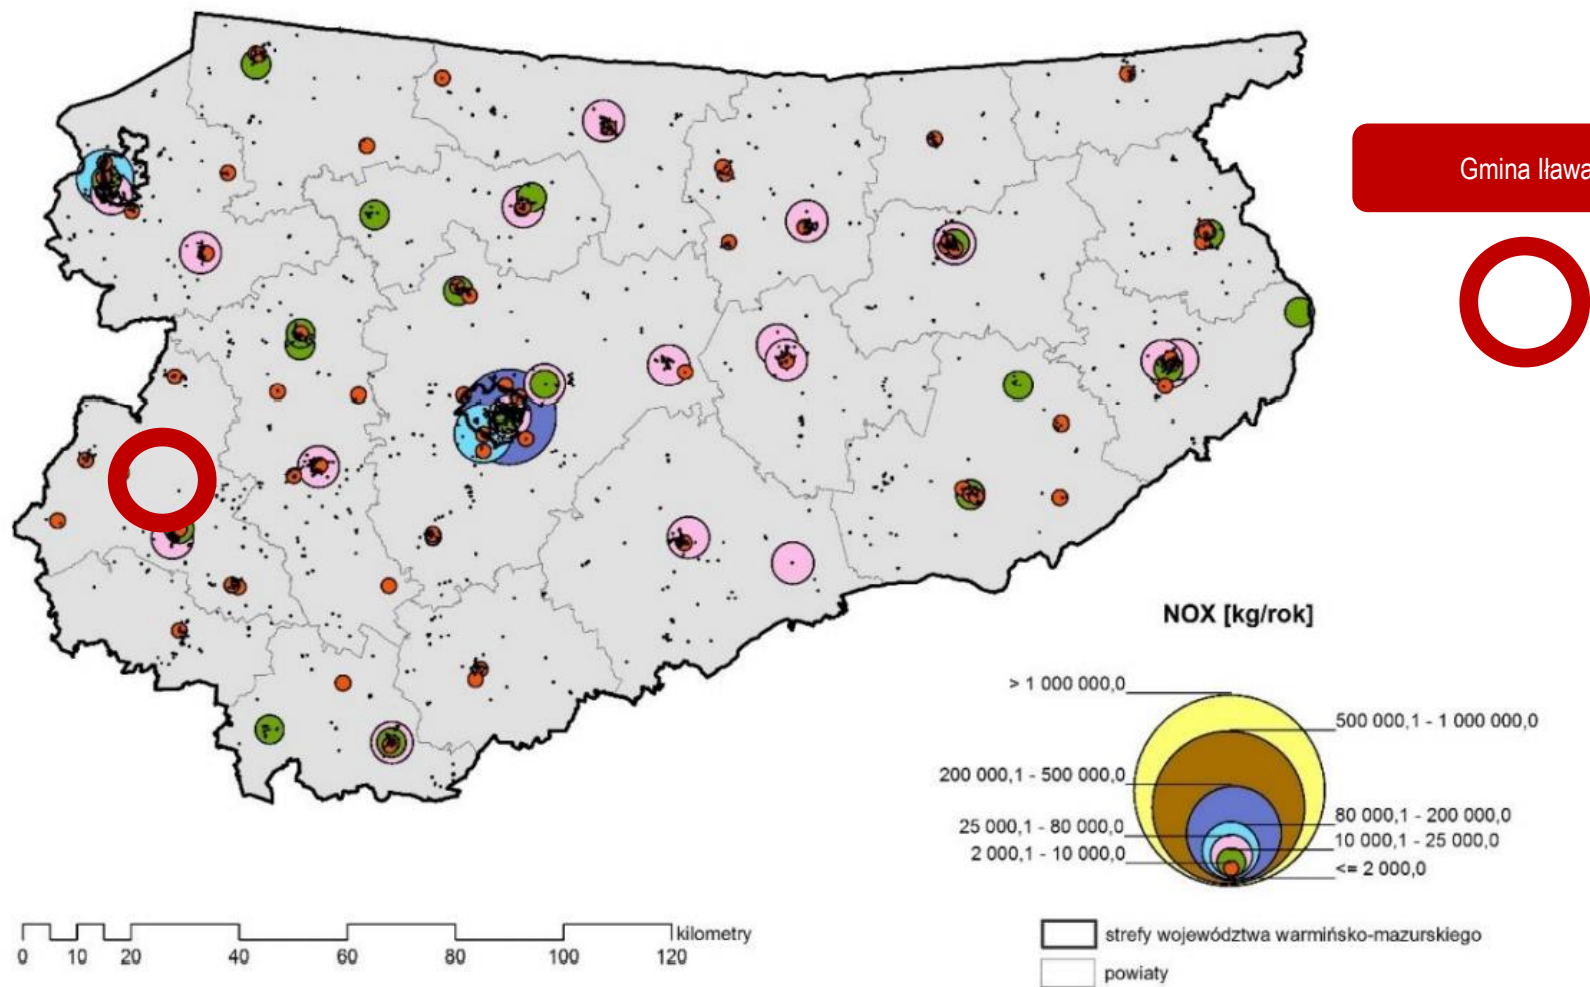 Gmina Iława
NOX [kg/rok]
> 1 000 000,0
500 000,1 - 1 000 000,0
200 000,1 - 500 000,0
80 000,1 - 200 000,0
25 000,1 - 80 000,0
10 000,1 - 25 000,0
2 000,1 - 10 000,0
<= 2 000,0
kilometry
0 10 20 40 60 80 100 120
strefy województwa warmińsko-mazurskiego
powiaty